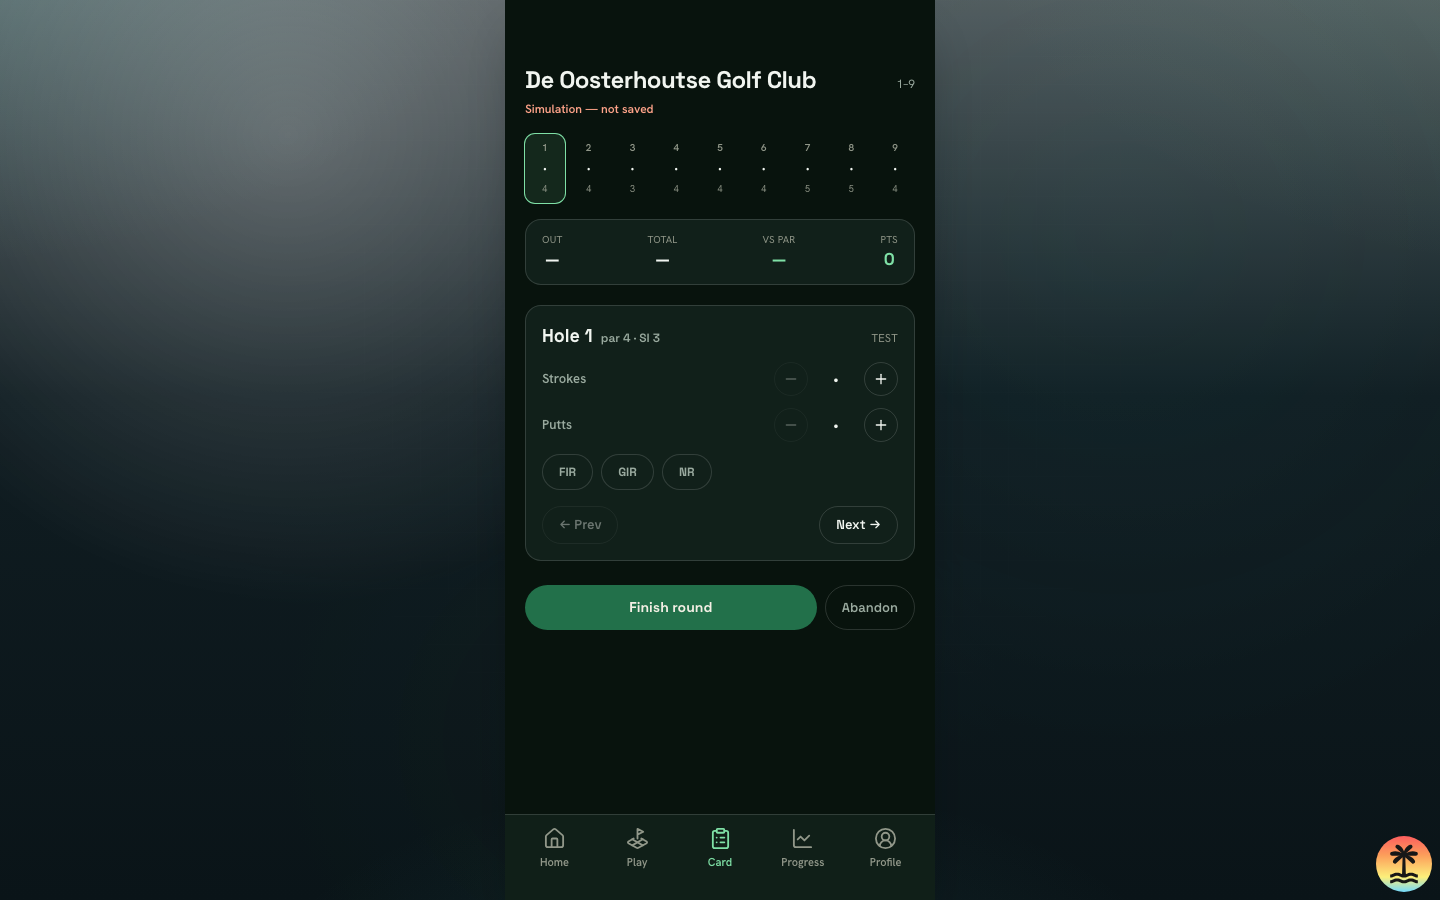 De Oosterhoutse Golf Club 1–9
Simulation — not saved
1 2 3 4 5 6 7 8 9
· · · · · · · · ·
4 4 3 4 4 4 5 5 4
OUT TOTAL VS PAR PTS
— — — 0
Hole 1 par 4 · SI 3 TEST
Strokes − · +
Putts − · +
FIR GIR NR
← Prev Next →
Finish round Abandon
Home Play Card Progress Profile